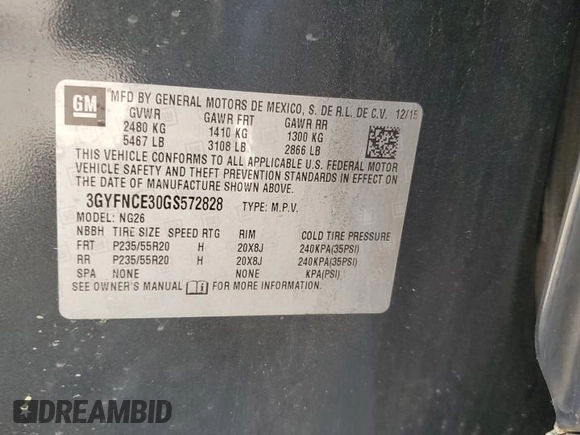 GM
MFD BY GENERAL MOTORS DE MEXICO, S. DE R.L. DE C.V. 12/15
GVWR GAWR FRT GAWR RR
2480 KG 1410 KG 1300 KG
5467 LB 3108 LB 2866 LB
THIS VEHICLE CONFORMS TO ALL APPLICABLE U.S. FEDERAL MOTOR
VEHICLE SAFETY AND THEFT PREVENTION STANDARDS IN EFFECT ON
THE DATE OF MANUFACTURE SHOWN ABOVE.
3GYFNCE30GS572828 TYPE: M.P.V.
MODEL: NG26
NBBH TIRE SIZE SPEED RTG RIM COLD TIRE PRESSURE
FRT P235/55R20 H 20X8J 240KPA(35PSI)
RR P235/55R20 H 20X8J 240KPA(35PSI)
SPA NONE NONE KPA(PSI)
SEE OWNER'S MANUAL i FOR MORE INFORMATION.
DREAMBID